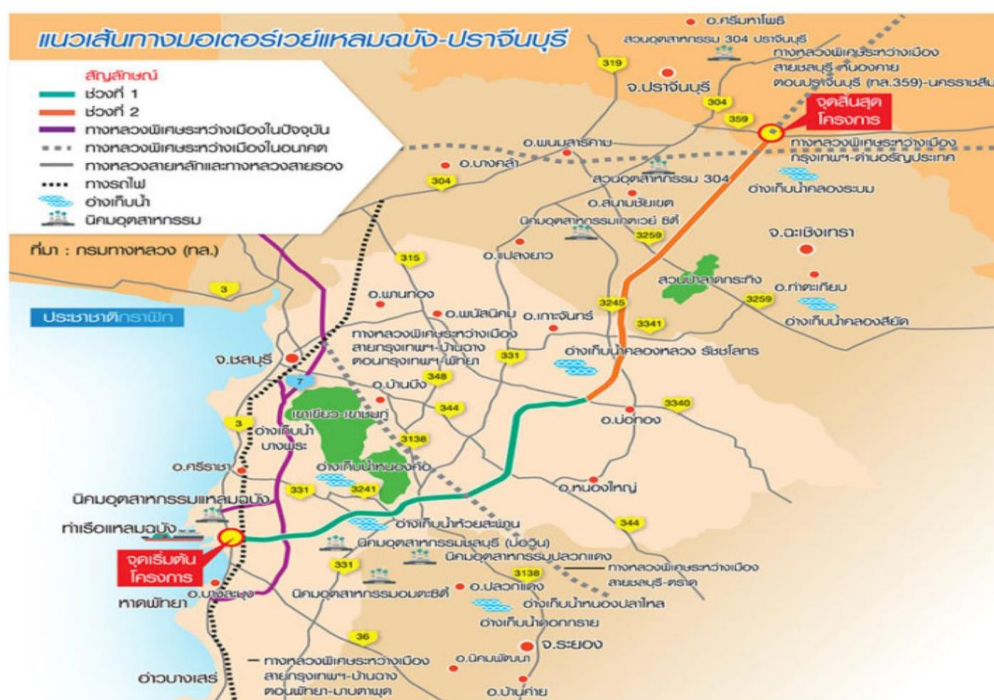 แนวเส้นทางมอเตอร์เวย์แหลมฉบัง-ปราจีนบุรี
สัญลักษณ์
ช่วงที่ 1
ช่วงที่ 2
ทางหลวงพิเศษระหว่างเมืองในปัจจุบัน
ทางหลวงพิเศษระหว่างเมืองในอนาคต
ทางหลวงสายหลักและทางหลวงสายรอง
ทางรถไฟ
อ่างเก็บน้ำ
นิคมอุตสาหกรรม
ที่มา : กรมทางหลวง (ทล.)
ประชาชาติกราฟิก
อ.ศรีมหาโพธิ
สวนอุตสาหกรรม 304 ปราจีนบุรี
319
จ.ปราจีนบุรี
304
359
ทางหลวงพิเศษระหว่างเมือง
สายชลบุรี-หนองคาย
ตอนปราจีนบุรี (ทล.359)-นครราชสีมา
จุดสิ้นสุด
โครงการ
ทางหลวงพิเศษระหว่างเมือง
กรุงเทพฯ-ด่านอรัญประเทศ
อ่างเก็บน้ำคลองระบม
อ.พนมสารคาม
อ.บางคล้า
304
สวนอุตสาหกรรม 304
อ.สนามชัยเขต
นิคมอุตสาหกรรมเกตเวย์ ซิตี้
3259
จ.ฉะเชิงเทรา
315
อ.แปลงยาว
สวนป่าลาดกระทิง
อ.ท่าตะเกียบ
3
3245
3259
อ่างเก็บน้ำคลองสียัด
อ.พานทอง
อ.พนัสนิคม
อ.เกาะจันทร์
3341
ทางหลวงพิเศษระหว่างเมือง
สายกรุงเทพฯ-บ้านฉาง
ตอนกรุงเทพฯ-พัทยา
331
อ่างเก็บน้ำคลองหลวง รัชชโลทร
จ.ชลบุรี
7
348
อ.บ้านบึง
344
3340
เขาเขียว เขาชมภู่
อ.บ่อทอง
3
อ่างเก็บน้ำ
บางพระ
3138
อ.ศรีราชา
อ่างเก็บน้ำหนองค้อ
331
3241
อ.หนองใหญ่
นิคมอุตสาหกรรมแหลมฉบัง
ท่าเรือแหลมฉบัง
อ่างเก็บน้ำห้วยสะพาน
344
นิคมอุตสาหกรรมชลบุรี (บ่อวิน)
นิคมอุตสาหกรรมปลวกแดง
จุดเริ่มต้น
โครงการ
331
3138
ทางหลวงพิเศษระหว่างเมือง
สายชลบุรี-ตราด
หาดพัทยา
อ.บางละมุง
นิคมอุตสาหกรรมอมตะซิตี้
อ.ปลวกแดง
อ่างเก็บน้ำหนองปลาไหล
อ่างเก็บน้ำดอกกราย
36
จ.ระยอง
อ่าวบางเสร่
ทางหลวงพิเศษระหว่างเมือง
สายกรุงเทพฯ-บ้านฉาง
ตอนพัทยา-มาบตาพุด
อ.นิคมพัฒนา
อ.บ้านค่าย